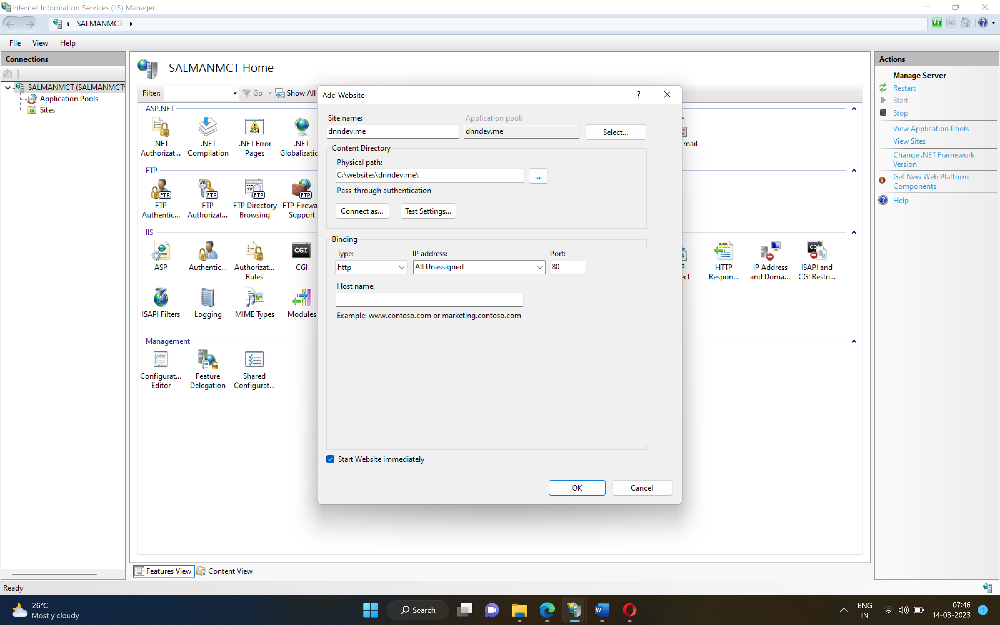 Internet Information Services (IIS) Manager
SALMANMCT
File View Help
Connections
SALMANMCT (SALMANMCT\
Application Pools
Sites
SALMANMCT Home
Filter: Go Show All
ASP.NET
.NET Authorizat...
.NET Compilation
.NET Error Pages
404
.NET Globalizatio
-mail
FTP
FTP Authentic...
FTP Authorizat...
FTP Directory Browsing
FTP Firewa Support
FTP
FTP
FTP
FTP
IIS
ASP
Authentic...
Authorizat... Rules
CGI
CGI
HTTP Respon...
IP Address and Doma...
ISAPI and CGI Restri...
ISAPI Filters
Logging
MIME Types
Modules
Management
Configurat... Editor
Feature Delegation
Shared Configurat...
Add Website
?
Site name:
dnndev.me
Application pool:
dnndev.me
Select...
Content Directory
Physical path:
C:\websites\dnndev.me\
...
Pass-through authentication
Connect as...
Test Settings...
Binding
Type: IP address: Port:
http All Unassigned 80
Host name:
Example: www.contoso.com or marketing.contoso.com
Start Website immediately
OK
Cancel
Features View
Content View
Actions
Manage Server
Restart
Start
Stop
View Application Pools
View Sites
Change .NET Framework
Version
Get New Web Platform
Components
Help
Ready
26°C
Mostly cloudy
Search
ENG
IN
07:46
14-03-2023
1